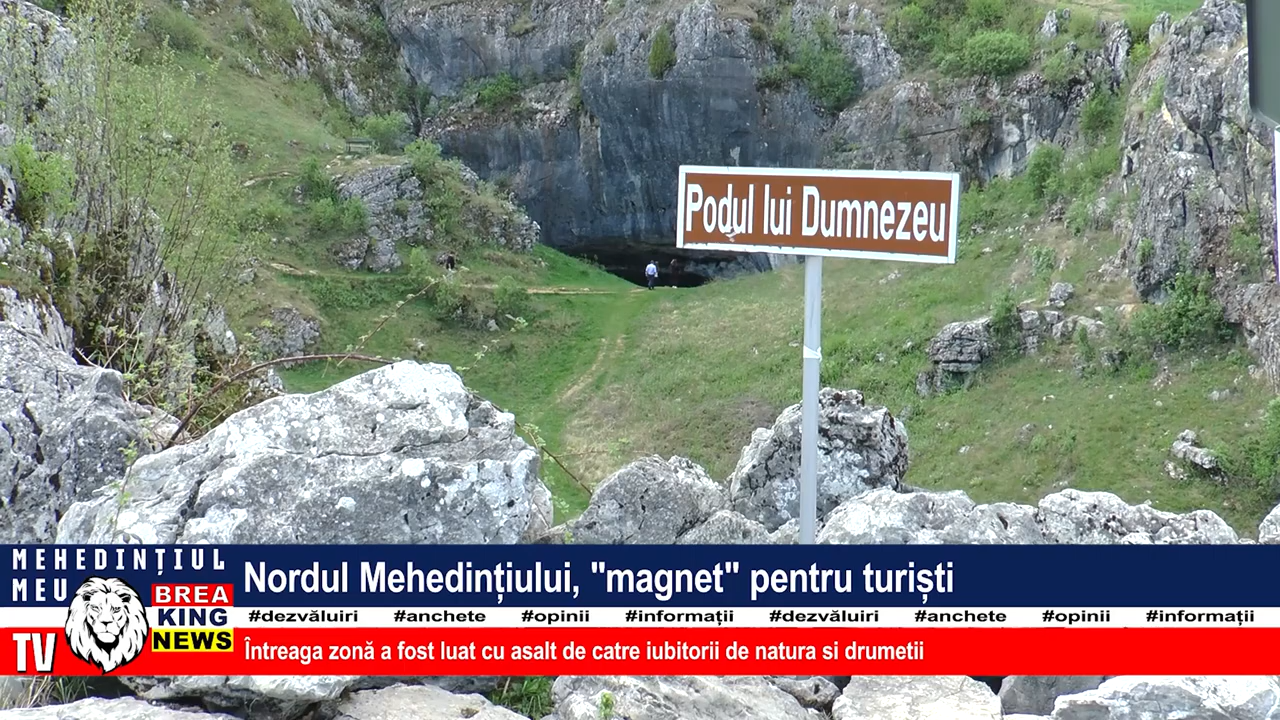 Podul lui Dumnezeu
MEHEDINȚIUL
MEU
TV
BREA
KING
NEWS
Nordul Mehedințiului, "magnet" pentru turiști
#dezvăluiri #anchete #opinii #informații #dezvăluiri #anchete #opinii #informații
Întreaga zonă a fost luat cu asalt de catre iubitorii de natura si drumetii